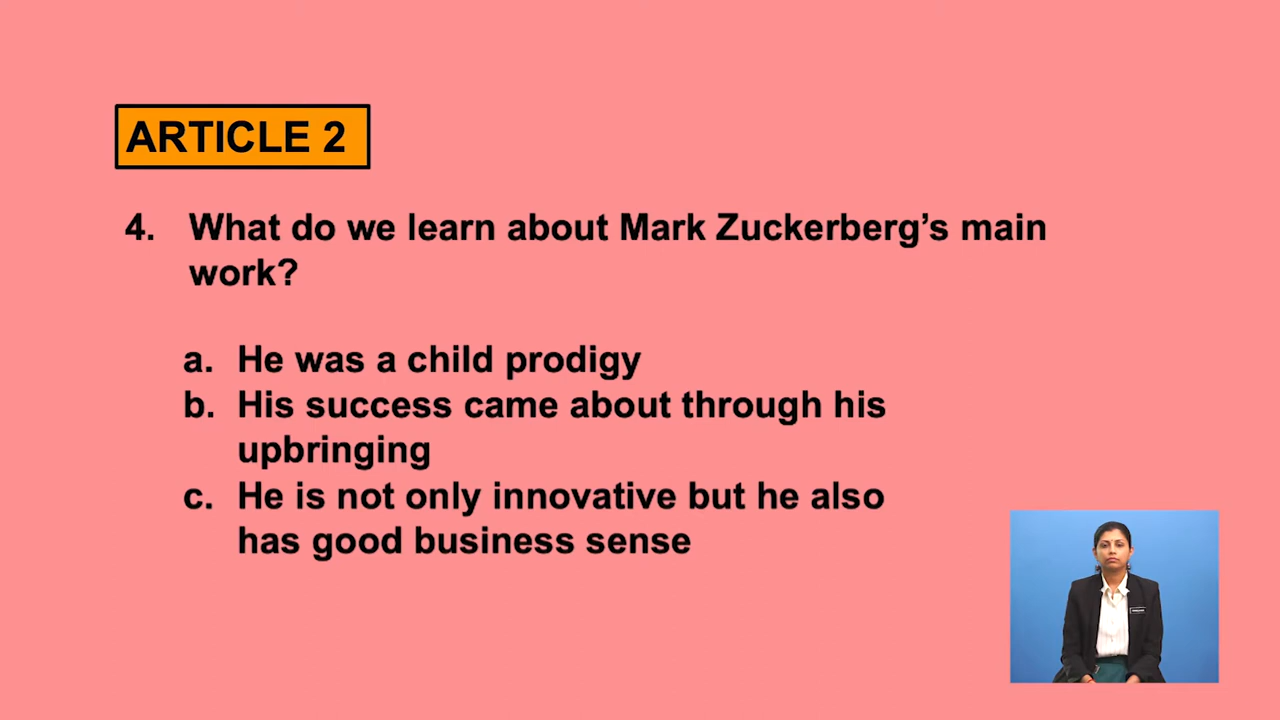 ARTICLE 2
4. What do we learn about Mark Zuckerberg’s main
work?
a. He was a child prodigy
b. His success came about through his
upbringing
c. He is not only innovative but he also
has good business sense